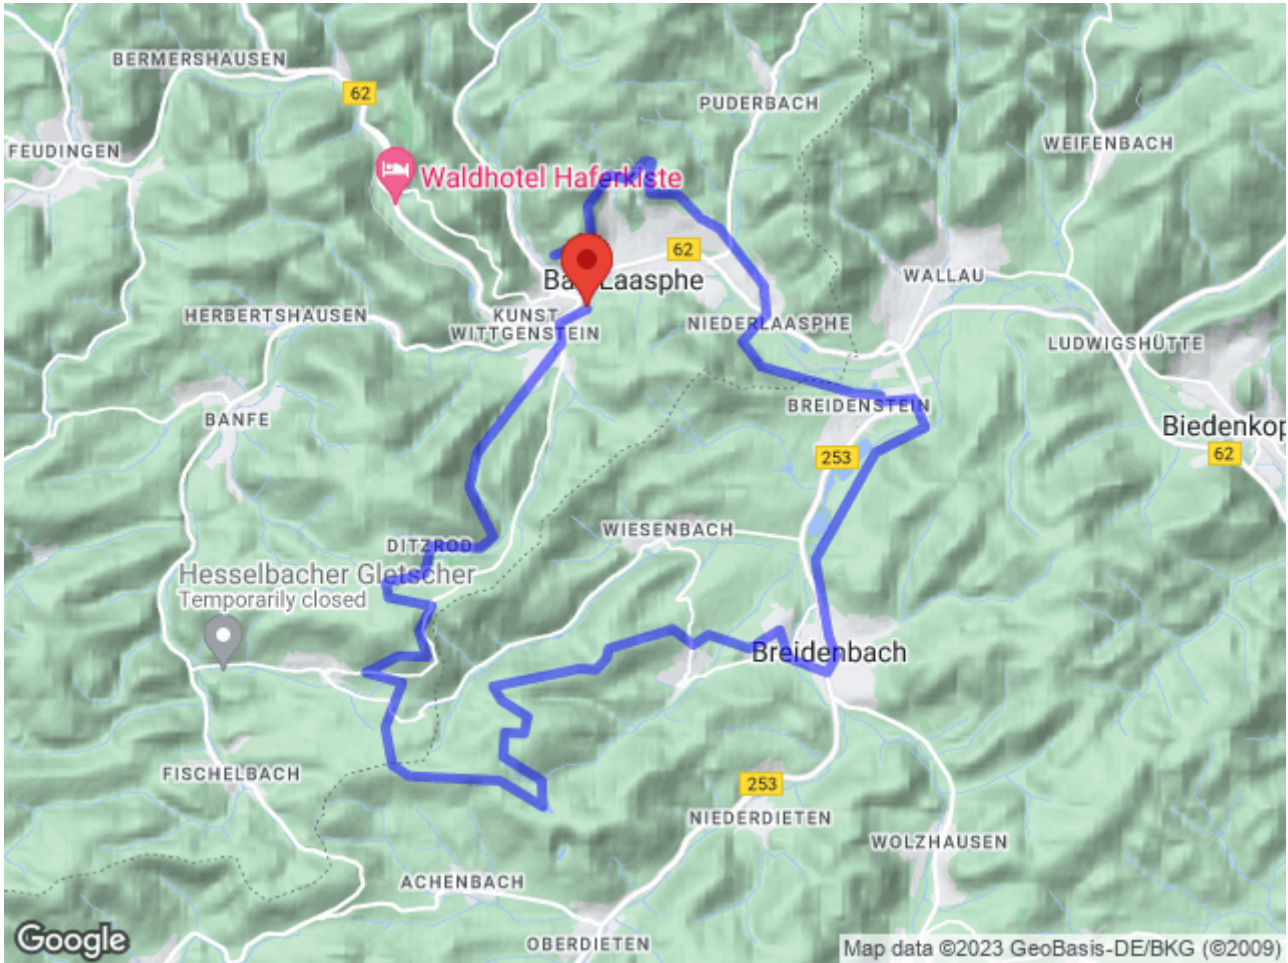 BERMERSHAUSEN
62
PUDERBACH
WEIFENBACH
FEUDINGEN
Waldhotel Haferkiste
62
WALLAU
Bad Laasphe
KUNST
WITTGENSTEIN
HERBERTSHAUSEN
NIEDERLAASPHE
LUDWIGSHÜTTE
BREIDENSTEIN
BANFE
Biedenkop
62
253
WIESENBACH
DITZROD
Hesselbacher Gletscher
Temporarily closed
Breidenbach
FISCHELBACH
253
NIEDERDIETEN
WOLZHAUSEN
ACHENBACH
OBERDIETEN
Google
Map data ©2023 GeoBasis-DE/BKG (©2009)